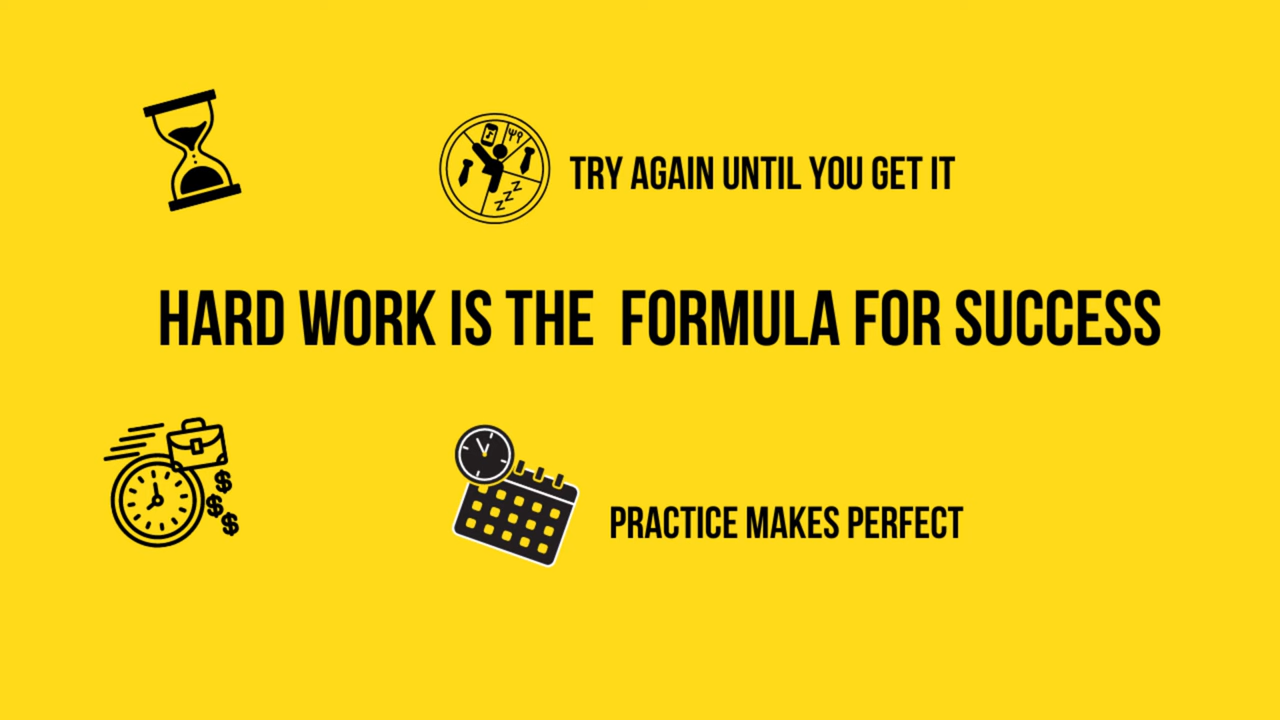 TRY AGAIN UNTIL YOU GET IT
HARD WORK IS THE FORMULA FOR SUCCESS
PRACTICE MAKES PERFECT